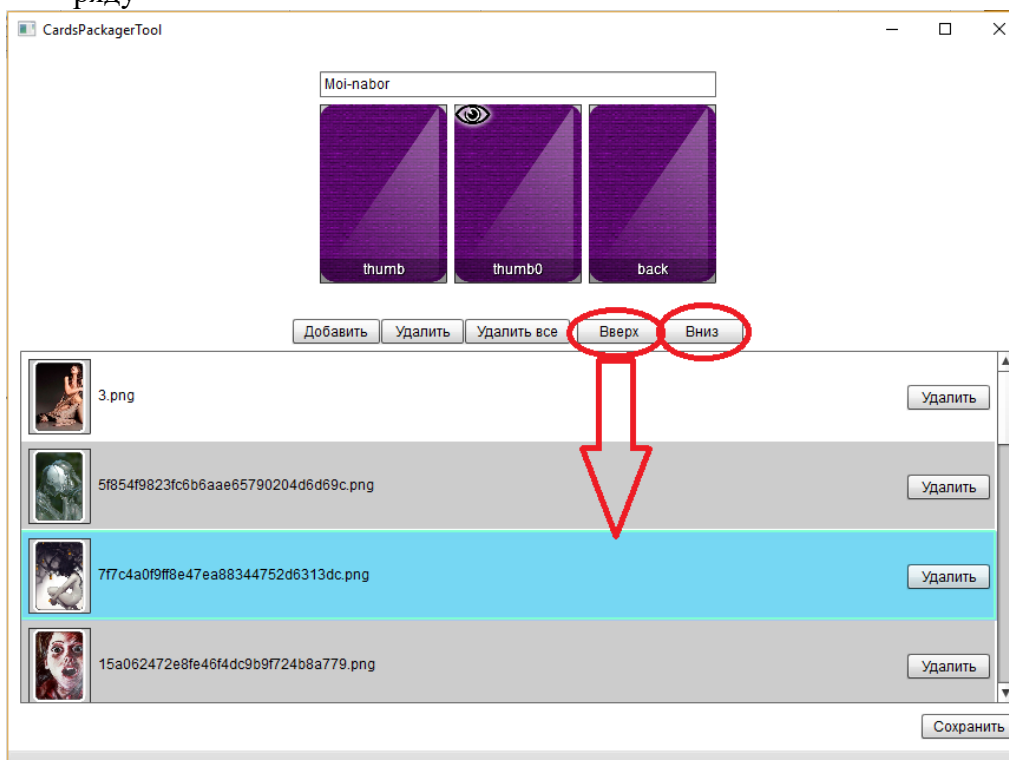 ряду
CardsPackagerTool
Moi-nabor
thumb thumb0 back
Добавить Удалить Удалить все Вверх Вниз
3.png Удалить
5f854f9823fc6b6aae65790204d6d69c.png Удалить
7f7c4a0f9ff8e47ea88344752d6313dc.png Удалить
15a062472e8fe46f4dc9b9f724b8a779.png Удалить
Сохранить